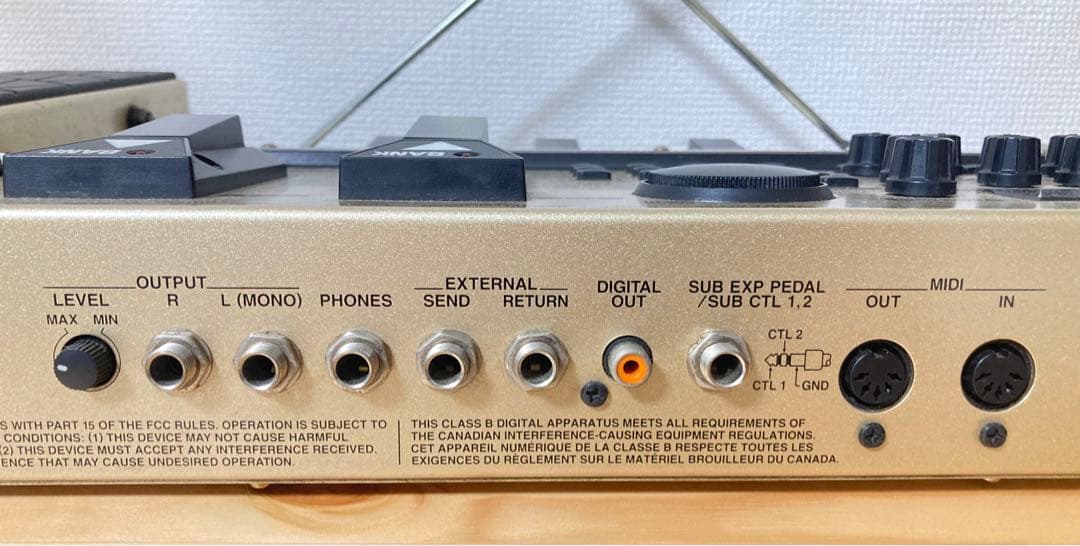 BANK
BANK
OUTPUT
LEVEL
R
L (MONO)
MAX
MIN
PHONES
EXTERNAL
SEND
RETURN
DIGITAL
OUT
SUB EXP PEDAL
/SUB CTL 1,2
CTL 2
CTL 1
GND
MIDI
OUT
IN
S WITH PART 15 OF THE FCC RULES. OPERATION IS SUBJECT TO
CONDITIONS: (1) THIS DEVICE MAY NOT CAUSE HARMFUL
(2) THIS DEVICE MUST ACCEPT ANY INTERFERENCE RECEIVED.
ENCE THAT MAY CAUSE UNDESIRED OPERATION.
THIS CLASS B DIGITAL APPARATUS MEETS ALL REQUIREMENTS OF
THE CANADIAN INTERFERENCE-CAUSING EQUIPMENT REGULATIONS.
CET APPAREIL NUMÉRIQUE DE LA CLASSE B RESPECTE TOUTES LES
EXIGENCES DU RÈGLEMENT SUR LE MATÉRIEL BROUILLEUR DU CANADA.